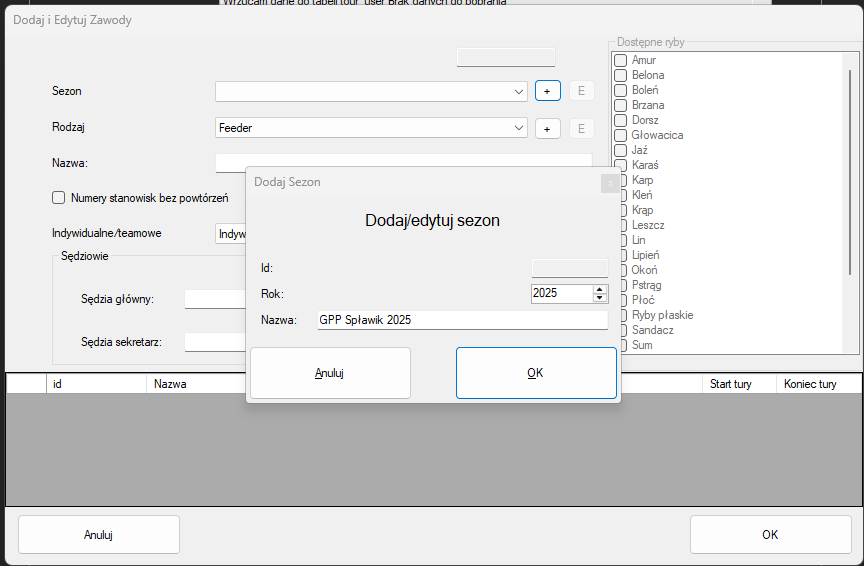 Wrzucam dane do tabeli tour_user Brak danych do pobrania
Dodaj i Edytuj Zawody
Dostępne ryby
Sezon
+
E
Rodzaj
Feeder
+
E
Nazwa:
Numery stanowisk bez powtórzeń
Indywidualne/teamowe
Indyw
Sędziowie
Sędzia główny:
Sędzia sekretarz:
Amur
Belona
Boleń
Brzana
Dorsz
Głowacica
Jaź
Karaś
Karp
Kleń
Krąp
Leszcz
Lin
Lipień
Okoń
Pstrąg
Płoć
Ryby płaskie
Sandacz
Sum
Dodaj Sezon
x
Dodaj/edytuj sezon
Id:
Rok:
2025
Nazwa:
GPP Spławik 2025
Anuluj
OK
id
Nazwa
Start tury
Koniec tury
Anuluj
OK